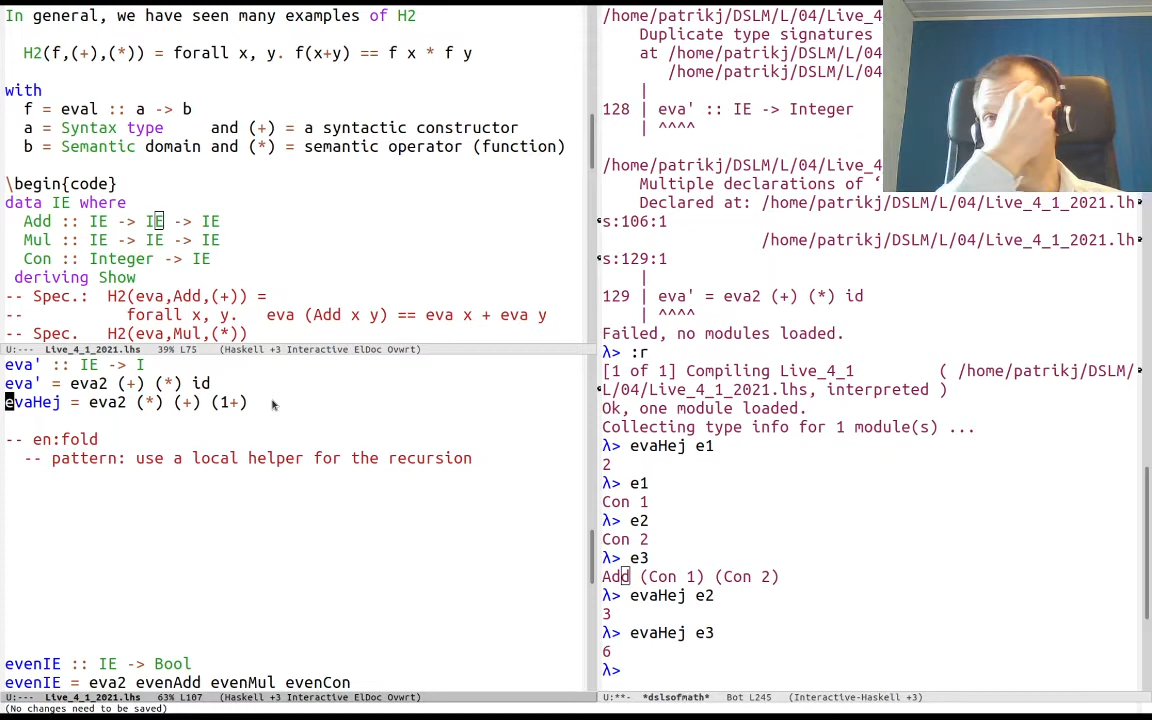 In general, we have seen many examples of H2
H2(f,(+),(*)) = forall x, y. f(x+y) == f x * f y
with
f = eval :: a -> b
a = Syntax type     and (+) = a syntactic constructor
b = Semantic domain and (*) = semantic operator (function)
\begin{code}
data IE where
Add :: IE -> IE -> IE
Mul :: IE -> IE -> IE
Con :: Integer -> IE
deriving Show
-- Spec.:  H2(eva,Add,(+)) =
--         forall x, y.   eva (Add x y) == eva x + eva y
-- Spec.   H2(eva,Mul,(*))
U:---  Live_4_1_2021.lhs   39% L75    (Haskell +3 Interactive ElDoc Ovwrt)
eva' :: IE -> I
eva' = eva2 (+) (*) id
evaHej = eva2 (*) (+) (1+)
-- en:fold
-- pattern: use a local helper for the recursion
evenIE :: IE -> Bool
evenIE = eva2 evenAdd evenMul evenCon
U:---  Live_4_1_2021.lhs   63% L107   (Haskell +3 Interactive ElDoc Ovwrt)
(No changes need to be saved)
/home/patrikj/DSLM/L/04/Live_4
Duplicate type signatures
at /home/patrikj/DSLM/L/04/Liv
/home/patrikj/DSLM/L/04/Liv
|
128 | eva' :: IE -> Integer
| ^^^^
/home/patrikj/DSLM/L/04/Live_4
Multiple declarations of ‘
Declared at: /home/patrikj/DSLM/L/04/Live_4_1_2021.lh
s:106:1
/home/patrikj/DSLM/L/04/Live_4_1_2021.lh
s:129:1
|
129 | eva' = eva2 (+) (*) id
| ^^^^
Failed, no modules loaded.
λ> :r
[1 of 1] Compiling Live_4_1         ( /home/patrikj/DSLM/
L/04/Live_4_1_2021.lhs, interpreted )
Ok, one module loaded.
Collecting type info for 1 module(s) ...
λ> evaHej e1
2
λ> e1
Con 1
λ> e2
Con 2
λ> e3
Add (Con 1) (Con 2)
λ> evaHej e2
3
λ> evaHej e3
6
λ>
U:**-  *dslsofmath*   Bot L245   (Interactive-Haskell +3)